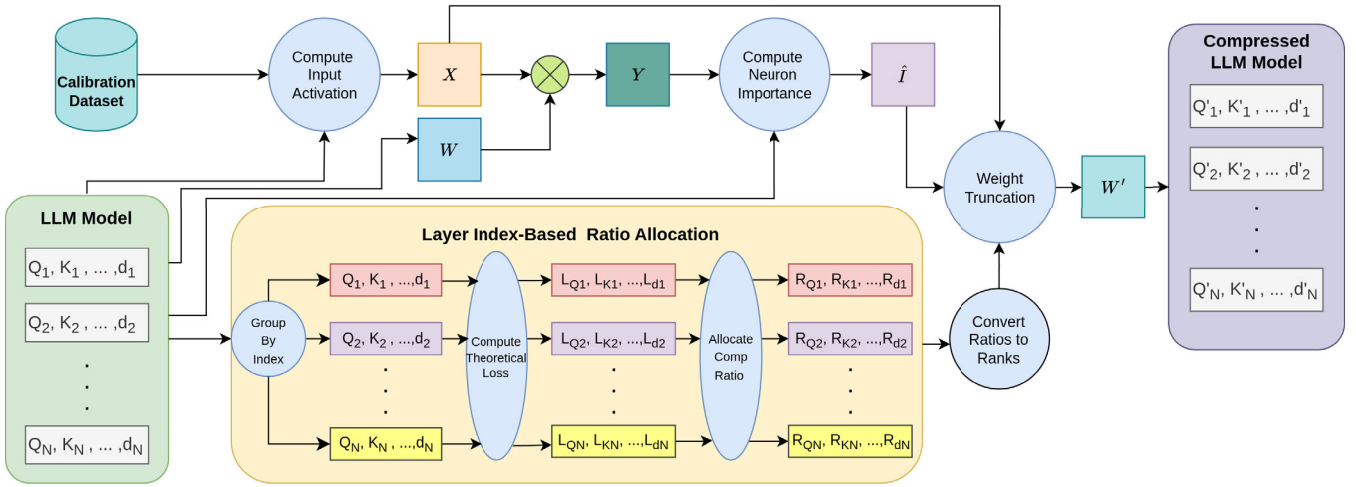 Calibration
Dataset
Compute
Input
Activation
X
W
Y
Compute
Neuron
Importance
Î
Weight
Truncation
W'
Compressed
LLM Model
Q'1, K'1 , ... ,d'1
Q'2, K'2 , ... ,d'2
.
.
.
Q'N, K'N , ... ,d'N
LLM Model
Q1, K1 , ... ,d1
Q2, K2 , ... ,d2
.
.
.
QN, KN , ... ,dN
Layer Index-Based Ratio Allocation
Group
By
Index
Q1, K1 , ...,d1
Q2, K2 , ...,d2
.
.
.
QN, KN , ...,dN
Compute
Theoretical
Loss
LQ1, LK1, ...,Ld1
LQ2, LK2, ...,Ld2
.
.
.
LQN, LKN, ...,LdN
Allocate
Comp
Ratio
RQ1, RK1, ...,Rd1
RQ2, RK2, ...,Rd2
.
.
.
RQN, RKN, ...,RdN
Convert
Ratios to
Ranks